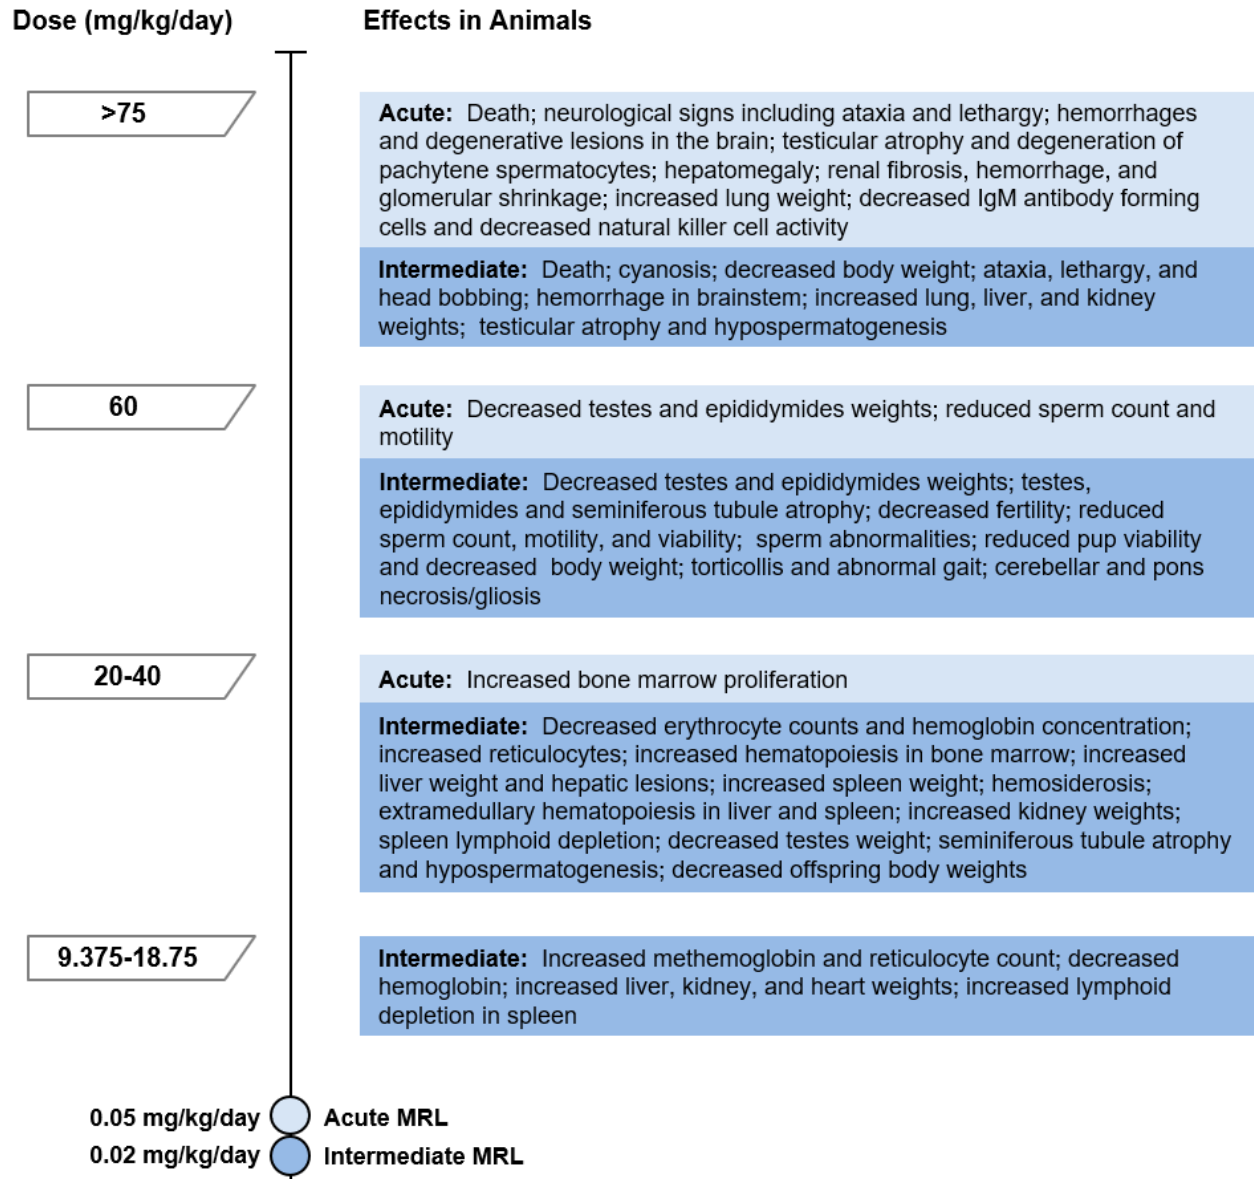 Dose (mg/kg/day)
Effects in Animals
>75
Acute: Death; neurological signs including ataxia and lethargy; hemorrhages
and degenerative lesions in the brain; testicular atrophy and degeneration of
pachytene spermatocytes; hepatomegaly; renal fibrosis, hemorrhage, and
glomerular shrinkage; increased lung weight; decreased IgM antibody forming
cells and decreased natural killer cell activity
Intermediate: Death; cyanosis; decreased body weight; ataxia, lethargy, and
head bobbing; hemorrhage in brainstem; increased lung, liver, and kidney
weights; testicular atrophy and hypospermatogenesis
60
Acute: Decreased testes and epididymides weights; reduced sperm count and
motility
Intermediate: Decreased testes and epididymides weights; testes,
epididymides and seminiferous tubule atrophy; decreased fertility; reduced
sperm count, motility, and viability; sperm abnormalities; reduced pup viability
and decreased body weight; torticollis and abnormal gait; cerebellar and pons
necrosis/gliosis
20-40
Acute: Increased bone marrow proliferation
Intermediate: Decreased erythrocyte counts and hemoglobin concentration;
increased reticulocytes; increased hematopoiesis in bone marrow; increased
liver weight and hepatic lesions; increased spleen weight; hemosiderosis;
extramedullary hematopoiesis in liver and spleen; increased kidney weights;
spleen lymphoid depletion; decreased testes weight; seminiferous tubule atrophy
and hypospermatogenesis; decreased offspring body weights
9.375-18.75
Intermediate: Increased methemoglobin and reticulocyte count; decreased
hemoglobin; increased liver, kidney, and heart weights; increased lymphoid
depletion in spleen
0.05 mg/kg/day Acute MRL
0.02 mg/kg/day Intermediate MRL